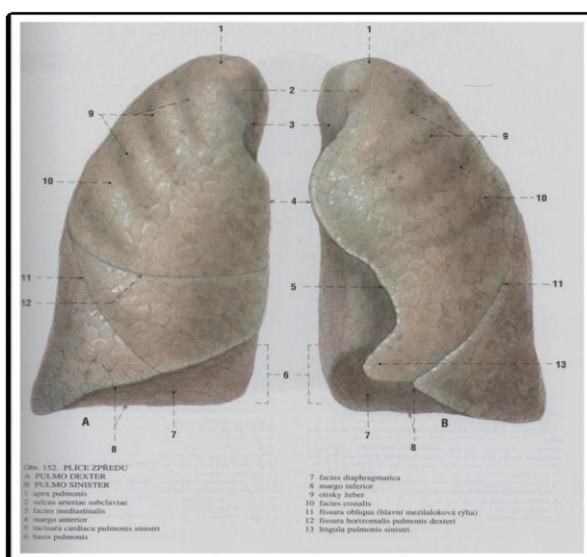 1
1
2
3
9
9
10
10
4
11
5
11
12
13
6
A
8
7
7
8
B
Obr. 152. PLÍCE ZPŘEDU
A PULMO DEXTER
B PULMO SINISTER
1 apex pulmonis
2 sulcus arteriae subclaviae
3 facies mediastinalis
4 margo anterior
5 incisura cardiaca pulmonis sinistri
6 basis pulmonis
7 facies diaphragmatica
8 margo inferior
9 otisky žeber
10 facies costalis
11 fissura obliqua (hlavní mezilaloková rýha)
12 fissura horizontalis pulmonis dexteri
13 lingula pulmonis sinistri